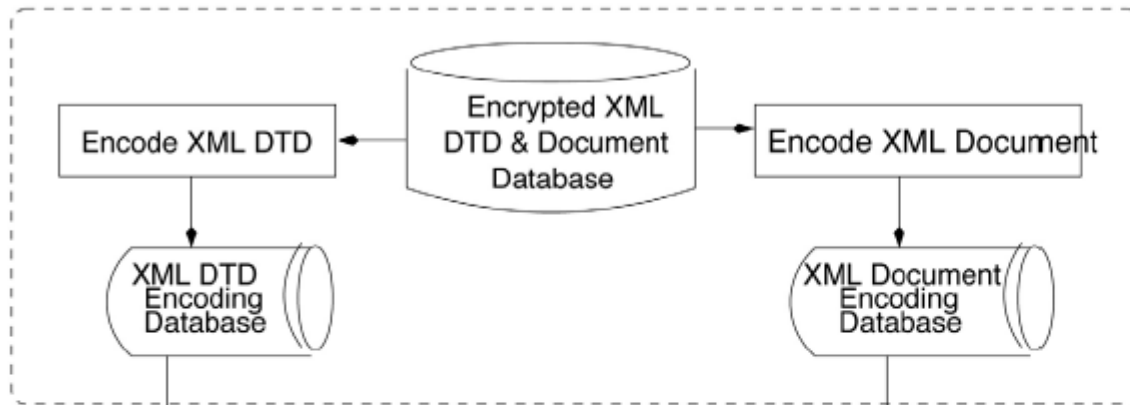 Encrypted XML
DTD & Document
Database
Encode XML DTD
Encode XML Document
XML DTD
Encoding
Database
XML Document
Encoding
Database